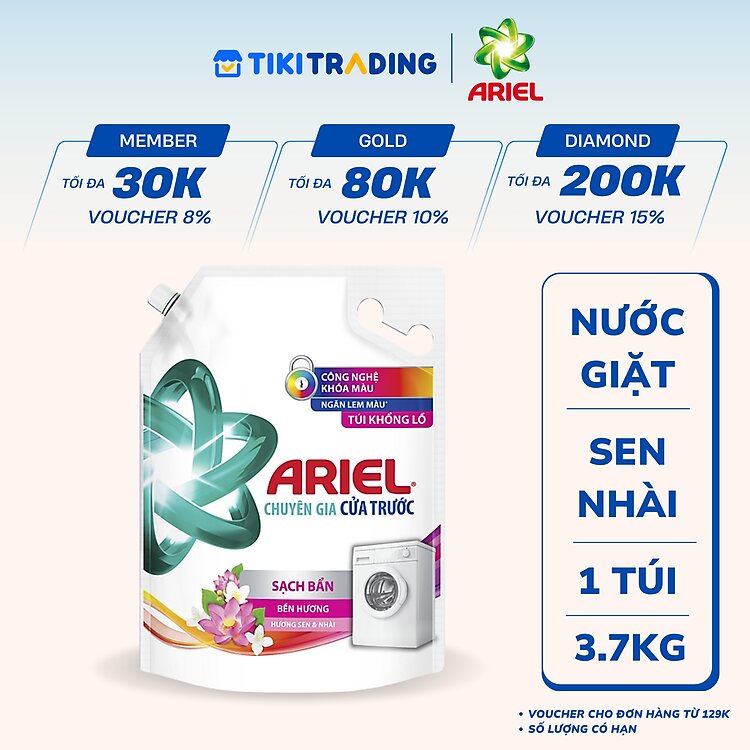 TIKITRADING
ARIEL
MEMBER
TỐI ĐA 30K
VOUCHER 8%
GOLD
TỐI ĐA 80K
VOUCHER 10%
DIAMOND
TỐI ĐA 200K
VOUCHER 15%
CÔNG NGHỆ
KHÓA MÀU
NGĂN LEM MÀU*
TÚI KHỔNG LỒ
ARIEL®
CHUYÊN GIA CỬA TRƯỚC
SẠCH BẨN
BỀN HƯƠNG
HƯƠNG SEN & NHÀI
NƯỚC
GIẶT
SEN
NHÀI
1 TÚI
3.7KG
• VOUCHER CHO ĐƠN HÀNG TỪ 129K
• SỐ LƯỢNG CÓ HẠN